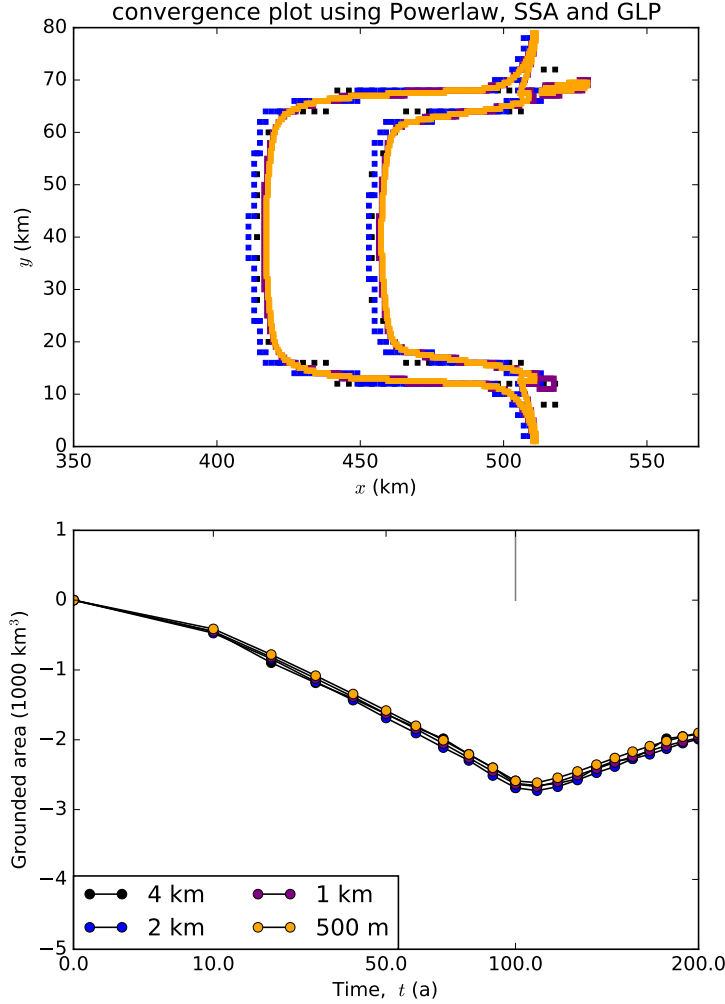 convergence plot using Powerlaw, SSA and GLP
80
70
60
50
40
30
20
10
0
y (km)
350 400 450 500 550
x (km)
1
0
−1
−2
−3
−4
−5
Grounded area (1000 km³)
4 km 1 km
2 km 500 m
0.0 10.0 50.0 100.0 200.0
Time, t (a)